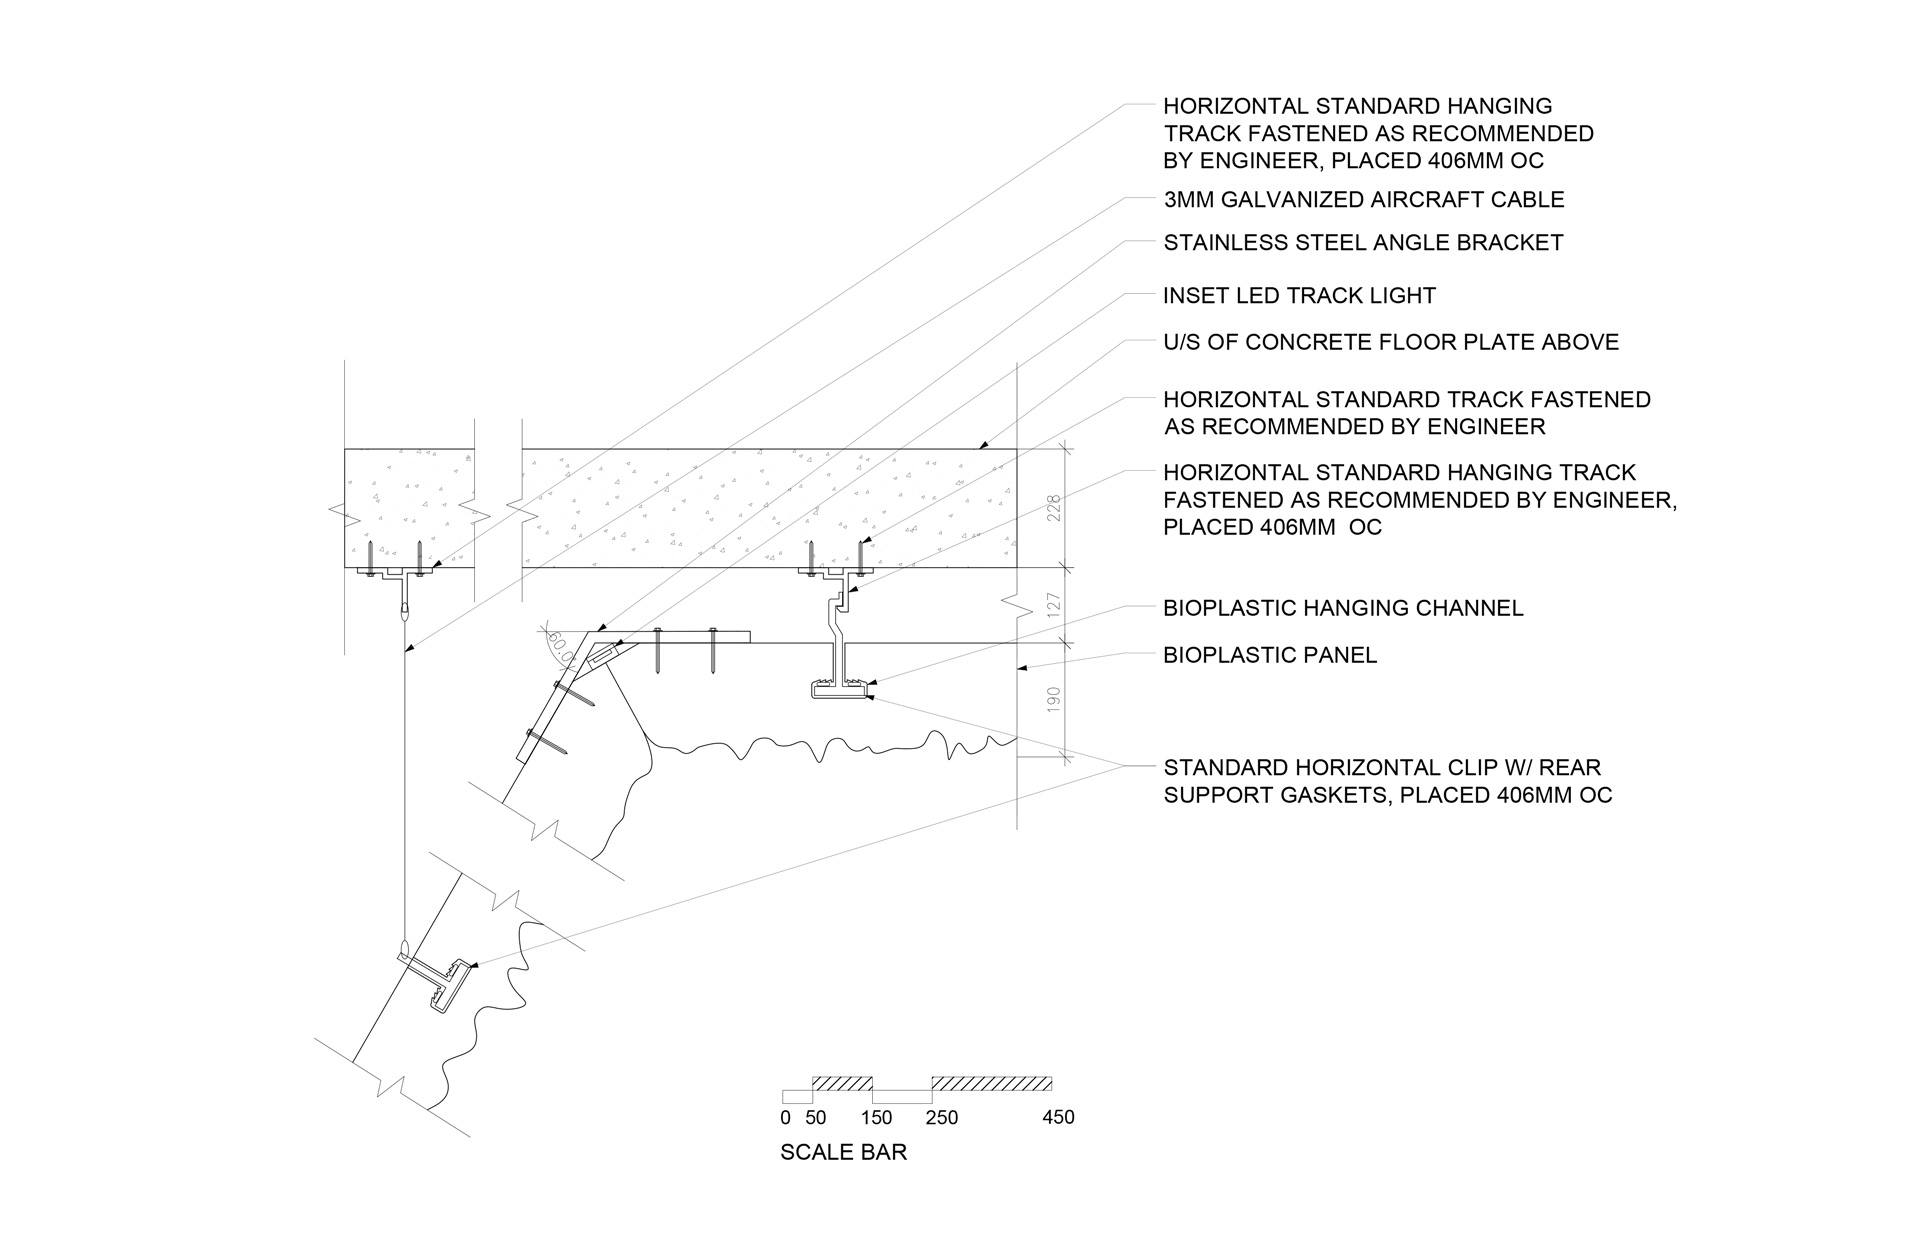 HORIZONTAL STANDARD HANGING
TRACK FASTENED AS RECOMMENDED
BY ENGINEER, PLACED 406MM OC
3MM GALVANIZED AIRCRAFT CABLE
STAINLESS STEEL ANGLE BRACKET
INSET LED TRACK LIGHT
U/S OF CONCRETE FLOOR PLATE ABOVE
HORIZONTAL STANDARD TRACK FASTENED
AS RECOMMENDED BY ENGINEER
HORIZONTAL STANDARD HANGING TRACK
FASTENED AS RECOMMENDED BY ENGINEER,
PLACED 406MM OC
BIOPLASTIC HANGING CHANNEL
BIOPLASTIC PANEL
STANDARD HORIZONTAL CLIP W/ REAR
SUPPORT GASKETS, PLACED 406MM OC
228
127
190
60.0°
0 50 150 250 450
SCALE BAR